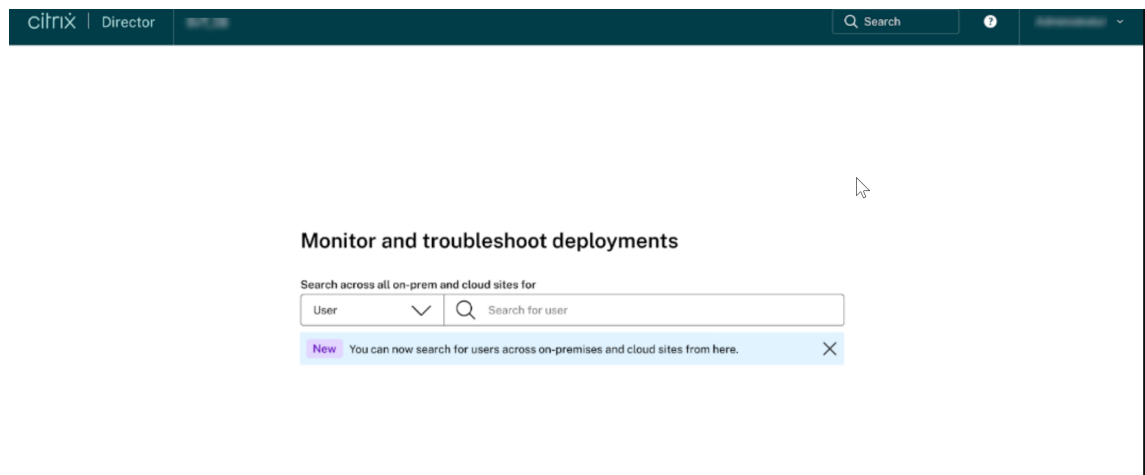 citrix | Director
Search
?
Monitor and troubleshoot deployments
Search across all on-prem and cloud sites for
User
Search for user
New You can now search for users across on-premises and cloud sites from here.